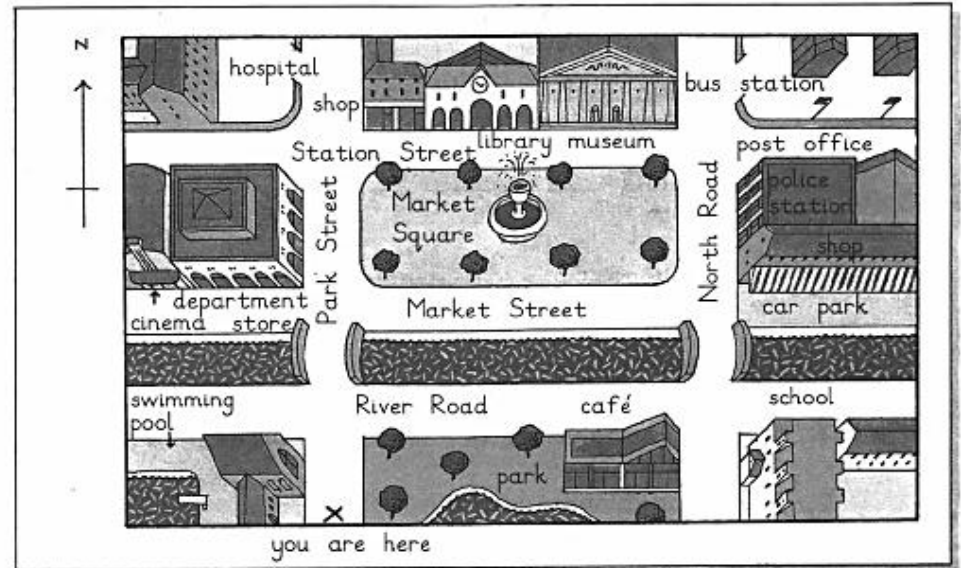 z
hospital
shop
bus station
library museum
Station Street
post office
Park Street
Market
Square
North Road
police
station
shop
department
cinema store
Market Street
car park
swimming
pool
River Road
café
school
park
X
you are here